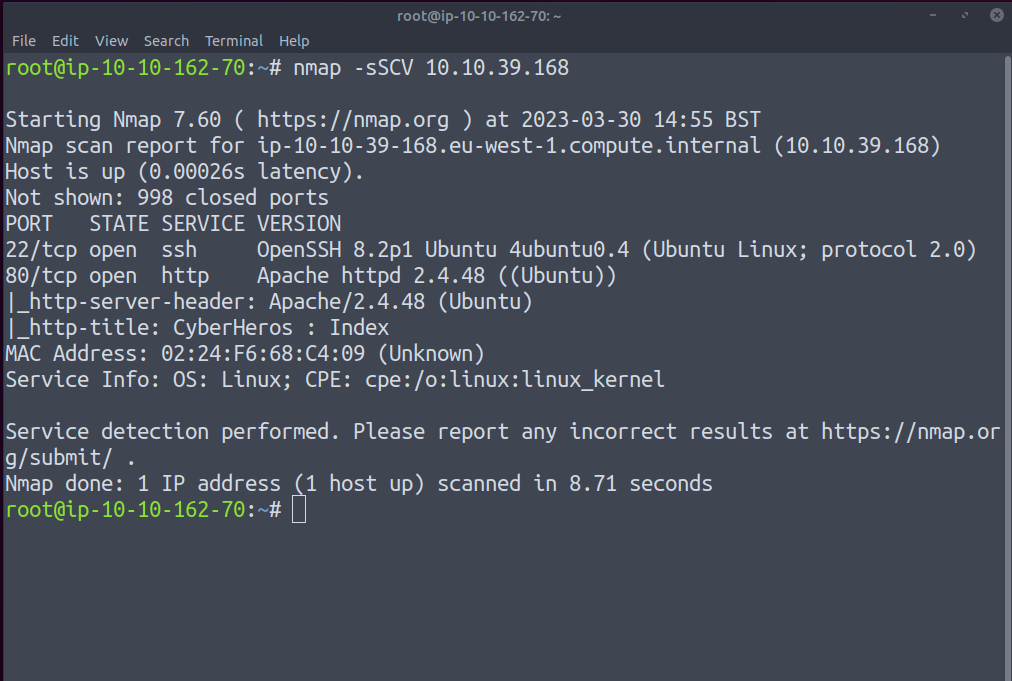 root@ip-10-10-162-70: ~
File Edit View Search Terminal Help
root@ip-10-10-162-70:~# nmap -sSCV 10.10.39.168
Starting Nmap 7.60 ( https://nmap.org ) at 2023-03-30 14:55 BST
Nmap scan report for ip-10-10-39-168.eu-west-1.compute.internal (10.10.39.168)
Host is up (0.00026s latency).
Not shown: 998 closed ports
PORT   STATE SERVICE VERSION
22/tcp open  ssh     OpenSSH 8.2p1 Ubuntu 4ubuntu0.4 (Ubuntu Linux; protocol 2.0)
80/tcp open  http    Apache httpd 2.4.48 ((Ubuntu))
|_http-server-header: Apache/2.4.48 (Ubuntu)
|_http-title: CyberHeros : Index
MAC Address: 02:24:F6:68:C4:09 (Unknown)
Service Info: OS: Linux; CPE: cpe:/o:linux:linux_kernel
Service detection performed. Please report any incorrect results at https://nmap.or
g/submit/ .
Nmap done: 1 IP address (1 host up) scanned in 8.71 seconds
root@ip-10-10-162-70:~#